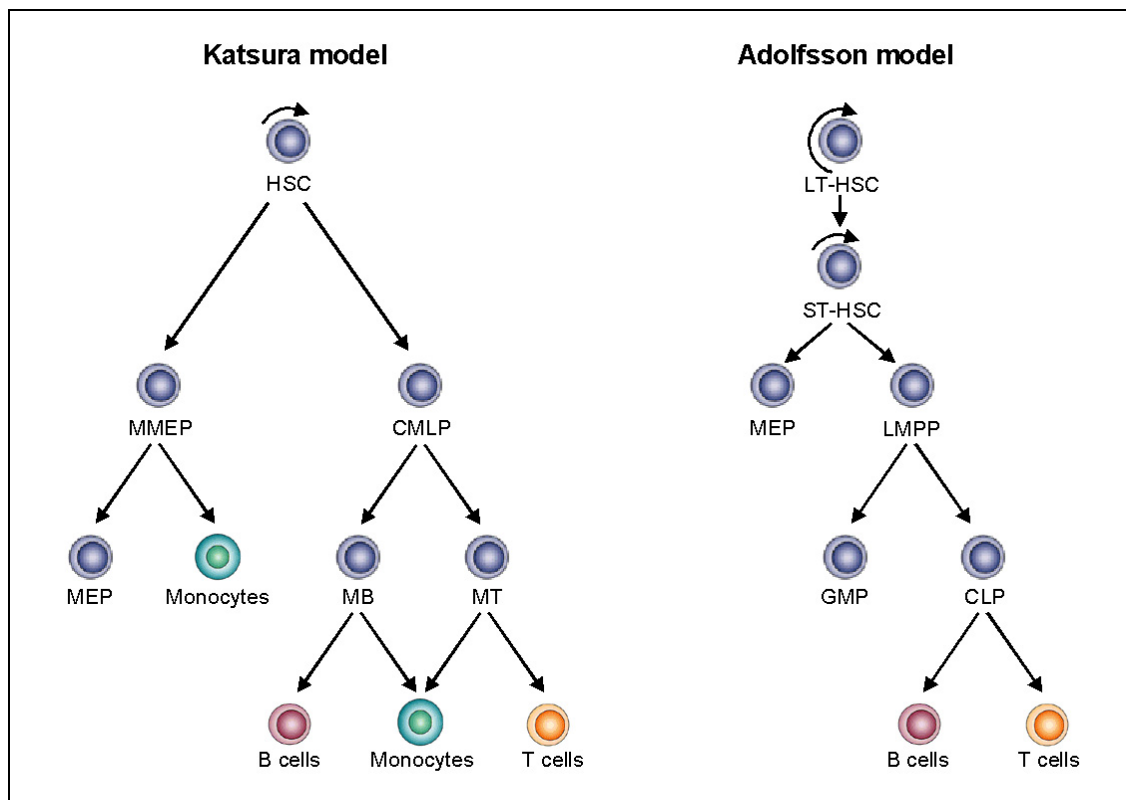 Katsura model
HSC
MMEP
CMLP
MEP
Monocytes
MB
MT
B cells
Monocytes
T cells
Adolfsson model
LT-HSC
ST-HSC
MEP
LMPP
GMP
CLP
B cells
T cells